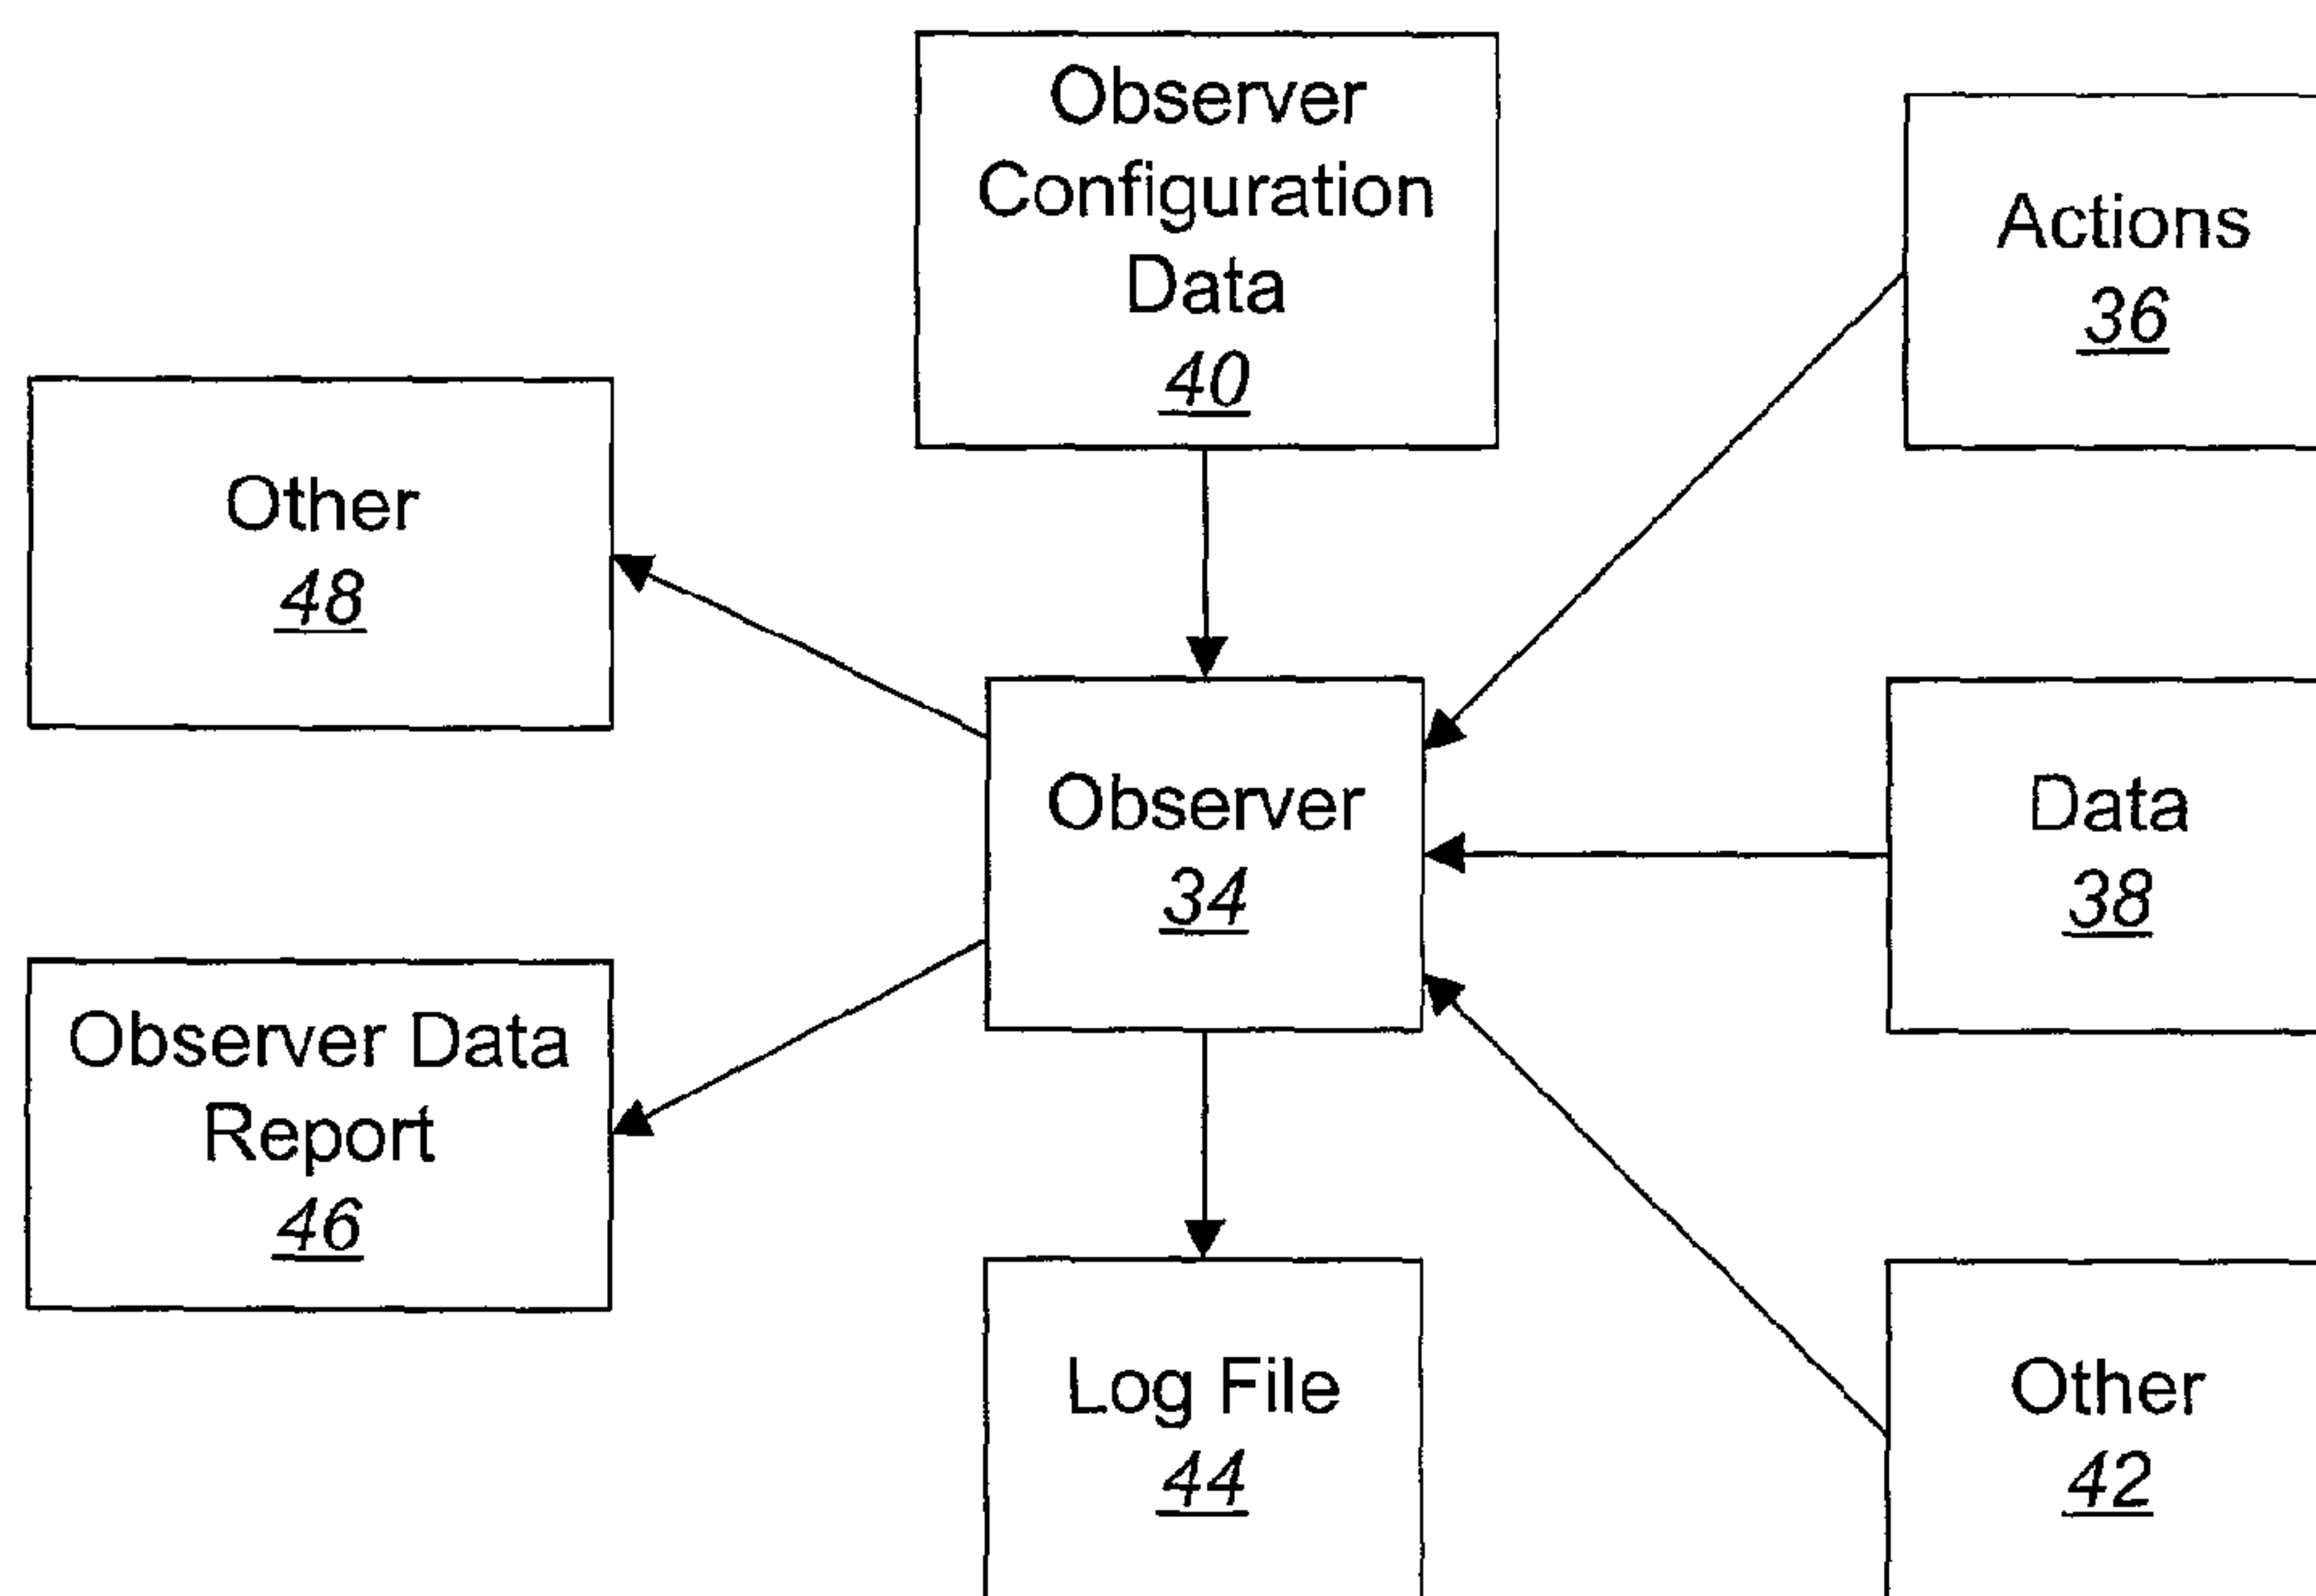 Observer
Configuration
Data
40
Actions
36
Other
48
Observer
34
Data
38
Observer Data
Report
46
Log File
44
Other
42